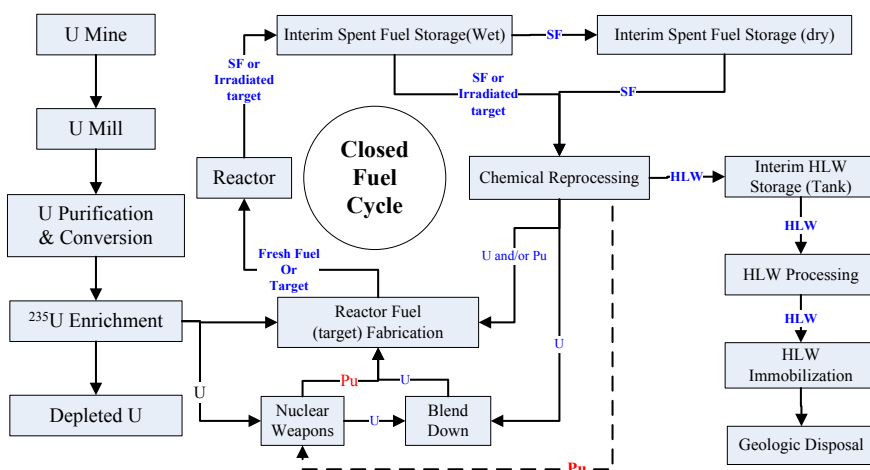 U Mine
U Mill
U Purification
& Conversion
²³⁵U Enrichment
Depleted U
U
Interim Spent Fuel Storage(Wet)
SF
Interim Spent Fuel Storage (dry)
SF or
Irradiated
target
SF or
Irradiated
target
SF
Closed
Fuel
Cycle
Reactor
Chemical Reprocessing
HLW
Interim HLW
Storage (Tank)
HLW
HLW Processing
HLW
HLW
Immobilization
Geologic Disposal
Fresh Fuel
Or
Target
U and/or Pu
Reactor Fuel
(target) Fabrication
U
Pu
U
Nuclear
Weapons
U
Blend
Down
Pu